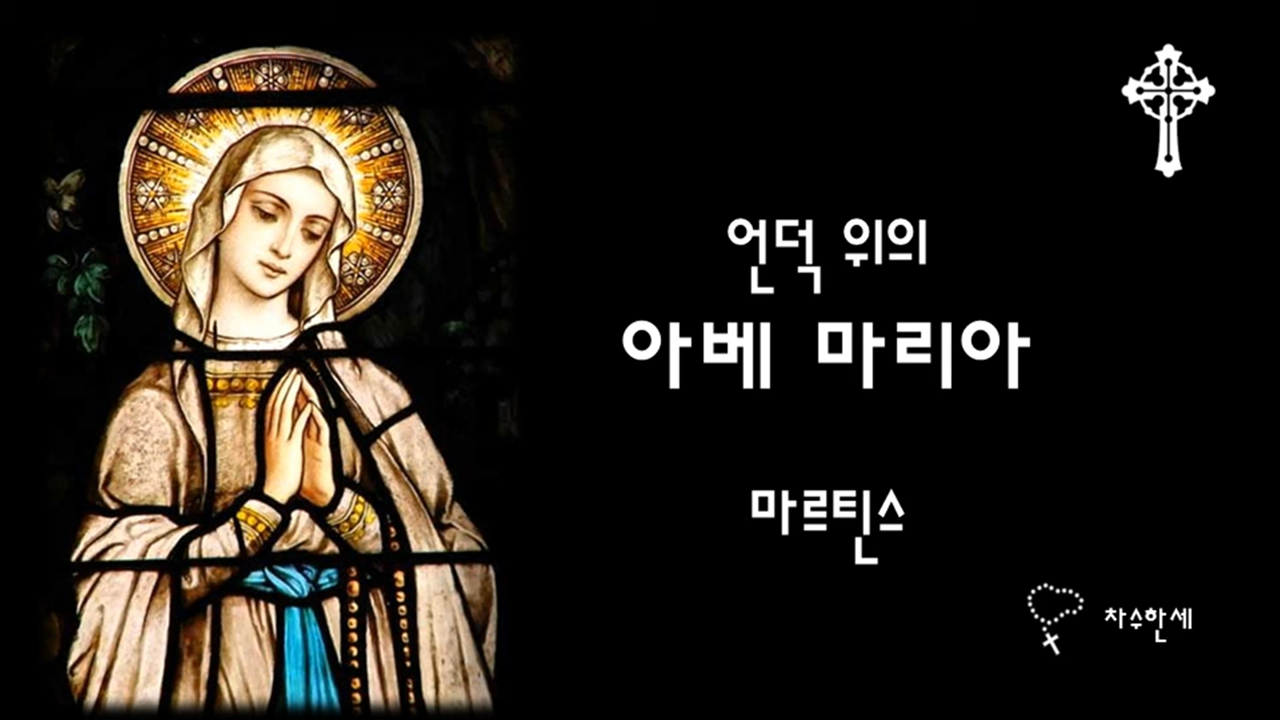 언덕 위의
아베 마리아
마르틴스
차수한세